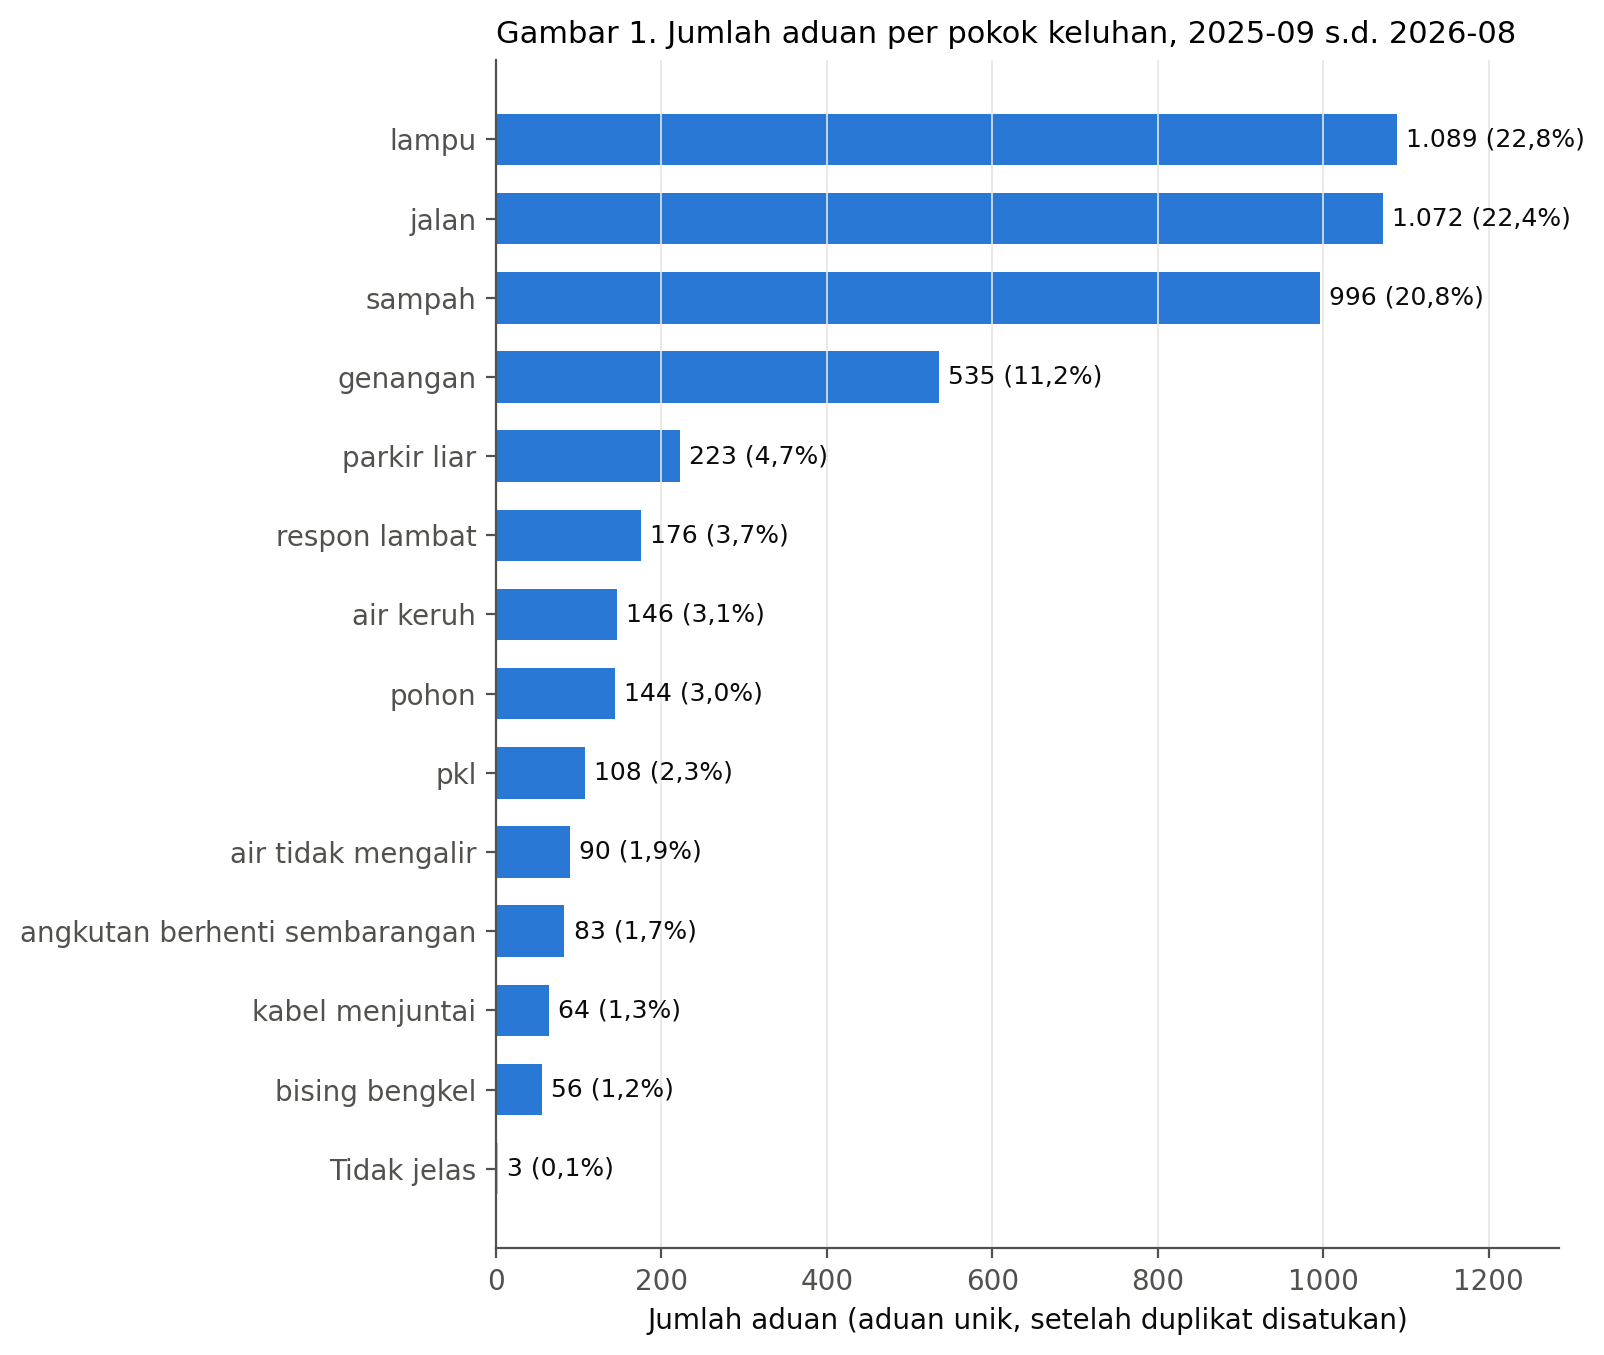 Gambar 1. Jumlah aduan per pokok keluhan, 2025-09 s.d. 2026-08
lampu 1.089 (22,8%)
jalan 1.072 (22,4%)
sampah 996 (20,8%)
genangan 535 (11,2%)
parkir liar 223 (4,7%)
respon lambat 176 (3,7%)
air keruh 146 (3,1%)
pohon 144 (3,0%)
pkl 108 (2,3%)
air tidak mengalir 90 (1,9%)
angkutan berhenti sembarangan 83 (1,7%)
kabel menjuntai 64 (1,3%)
bising bengkel 56 (1,2%)
Tidak jelas 3 (0,1%)
0 200 400 600 800 1000 1200
Jumlah aduan (aduan unik, setelah duplikat disatukan)